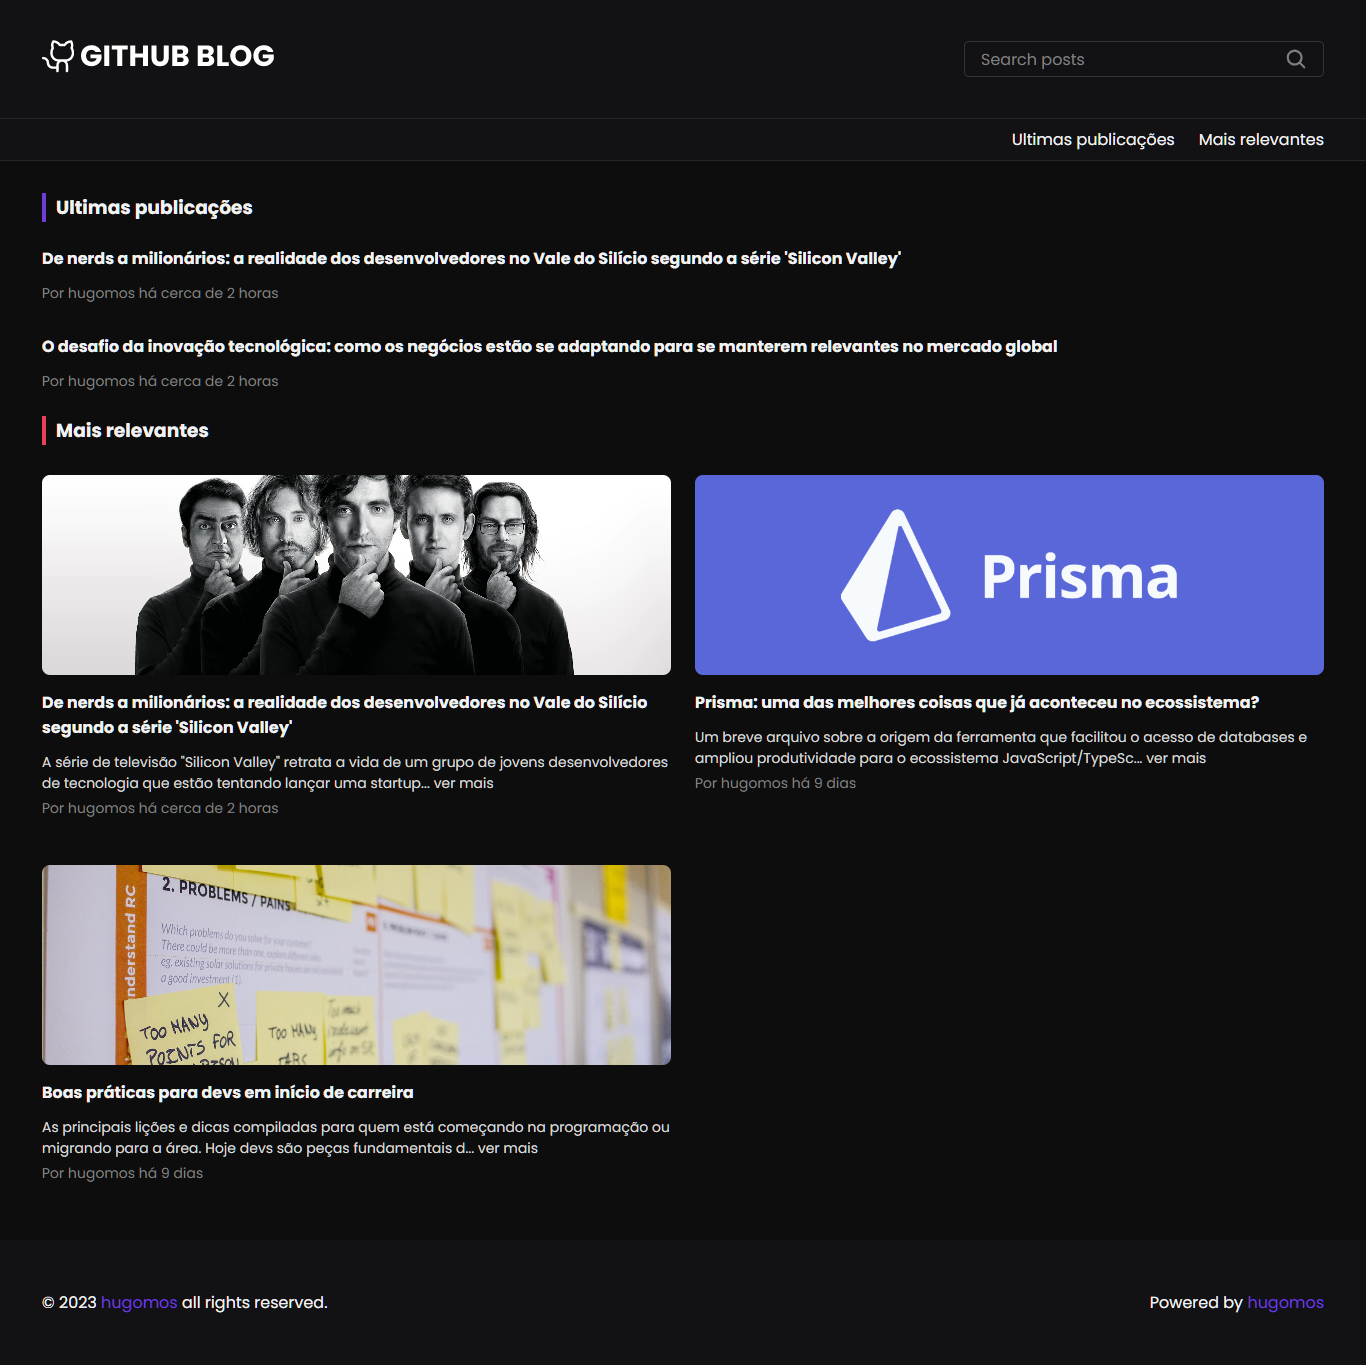 GITHUB BLOG
Search posts
Ultimas publicações
Mais relevantes
Ultimas publicações
De nerds a milionários: a realidade dos desenvolvedores no Vale do Silício segundo a série 'Silicon Valley'
Por hugomos há cerca de 2 horas
O desafio da inovação tecnológica: como os negócios estão se adaptando para se manterem relevantes no mercado global
Por hugomos há cerca de 2 horas
Mais relevantes
Prisma
De nerds a milionários: a realidade dos desenvolvedores no Vale do Silício
segundo a série 'Silicon Valley'
A série de televisão "Silicon Valley" retrata a vida de um grupo de jovens desenvolvedores
de tecnologia que estão tentando lançar uma startup... ver mais
Por hugomos há cerca de 2 horas
Prisma: uma das melhores coisas que já aconteceu no ecossistema?
Um breve arquivo sobre a origem da ferramenta que facilitou o acesso de databases e
ampliou produtividade para o ecossistema JavaScript/TypeSc... ver mais
Por hugomos há 9 dias
nderstand RC
2. PROBLEMS / PAINS
Which problems do you solve for your customer?
There could be more than one, explore different sides.
eg. existing solar solutions for private houses are not considered
a good investment (1).
X
TOO MANY
POINTS FOR
TOO MANY
Boas práticas para devs em início de carreira
As principais lições e dicas compiladas para quem está começando na programação ou
migrando para a área. Hoje devs são peças fundamentais d... ver mais
Por hugomos há 9 dias
© 2023 hugomos all rights reserved.
Powered by hugomos